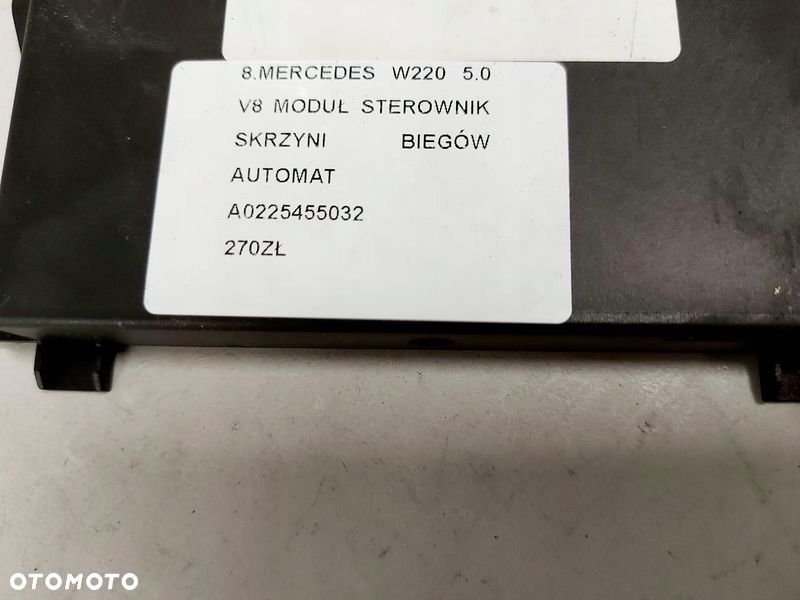 8.MERCEDES W220 5.0
V8 MODUŁ STEROWNIK
SKRZYNI BIEGÓW
AUTOMAT
A0225455032
270ZŁ
OTOMOTO